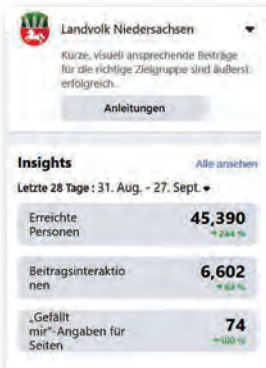 Landvolk Niedersachsen
Kurze, visuell ansprechende Beiträge
für die richtige Zielgruppe sind äußerst
erfolgreich.
Anleitungen
Insights
Alle ansehen
Letzte 28 Tage : 31. Aug. - 27. Sept.
Erreichte
Personen
45,390
244 %
Beitragsinteraktio
nen
6,602
"Gefällt
mir"-Angaben für
Seiten
74
100 %